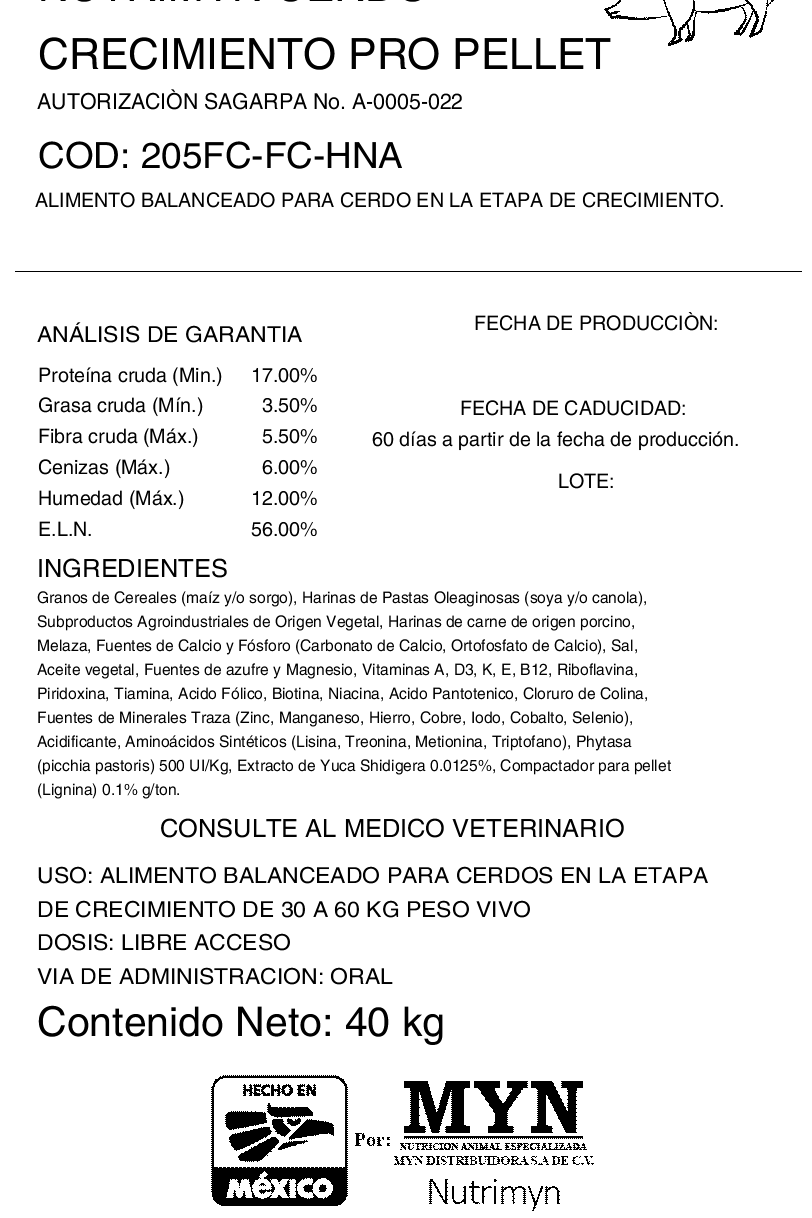 CRECIMIENTO PRO PELLET
AUTORIZACIÒN SAGARPA No. A-0005-022
COD: 205FC-FC-HNA
ALIMENTO BALANCEADO PARA CERDO EN LA ETAPA DE CRECIMIENTO.
ANÁLISIS DE GARANTIA
Proteína cruda (Min.) 17.00%
Grasa cruda (Mín.) 3.50%
Fibra cruda (Máx.) 5.50%
Cenizas (Máx.) 6.00%
Humedad (Máx.) 12.00%
E.L.N. 56.00%
FECHA DE PRODUCCIÒN:
FECHA DE CADUCIDAD:
60 días a partir de la fecha de producción.
LOTE:
INGREDIENTES
Granos de Cereales (maíz y/o sorgo), Harinas de Pastas Oleaginosas (soya y/o canola),
Subproductos Agroindustriales de Origen Vegetal, Harinas de carne de origen porcino,
Melaza, Fuentes de Calcio y Fósforo (Carbonato de Calcio, Ortofosfato de Calcio), Sal,
Aceite vegetal, Fuentes de azufre y Magnesio, Vitaminas A, D3, K, E, B12, Riboflavina,
Piridoxina, Tiamina, Acido Fólico, Biotina, Niacina, Acido Pantotenico, Cloruro de Colina,
Fuentes de Minerales Traza (Zinc, Manganeso, Hierro, Cobre, Iodo, Cobalto, Selenio),
Acidificante, Aminoácidos Sintéticos (Lisina, Treonina, Metionina, Triptofano), Phytasa
(picchia pastoris) 500 UI/Kg, Extracto de Yuca Shidigera 0.0125%, Compactador para pellet
(Lignina) 0.1% g/ton.
CONSULTE AL MEDICO VETERINARIO
USO: ALIMENTO BALANCEADO PARA CERDOS EN LA ETAPA
DE CRECIMIENTO DE 30 A 60 KG PESO VIVO
DOSIS: LIBRE ACCESO
VIA DE ADMINISTRACION: ORAL
Contenido Neto: 40 kg
HECHO EN
MÉXICO
Por:
MYN
NUTRICION ANIMAL ESPECIALIZADA
MYN DISTRIBUIDORA S.A DE C.V.
Nutrimyn